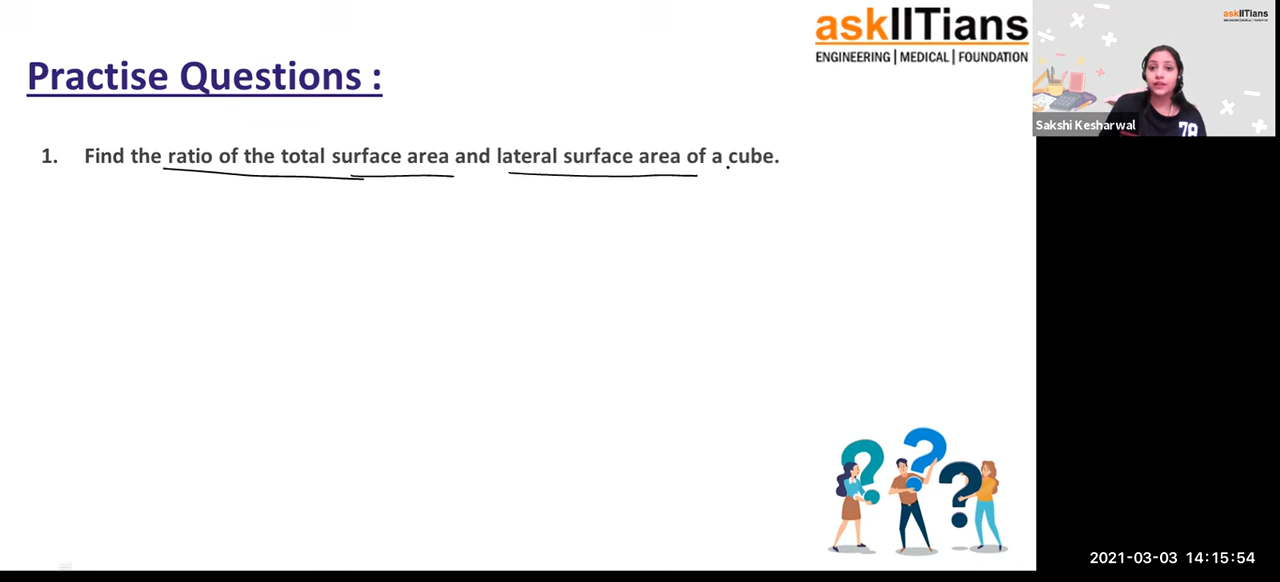 askIITians
ENGINEERING | MEDICAL | FOUNDATION
askIITians
Practise Questions :
Sakshi Kesharwal
78
1. Find the ratio of the total surface area and lateral surface area of a cube.
? ? ?
2021-03-03 14:15:54